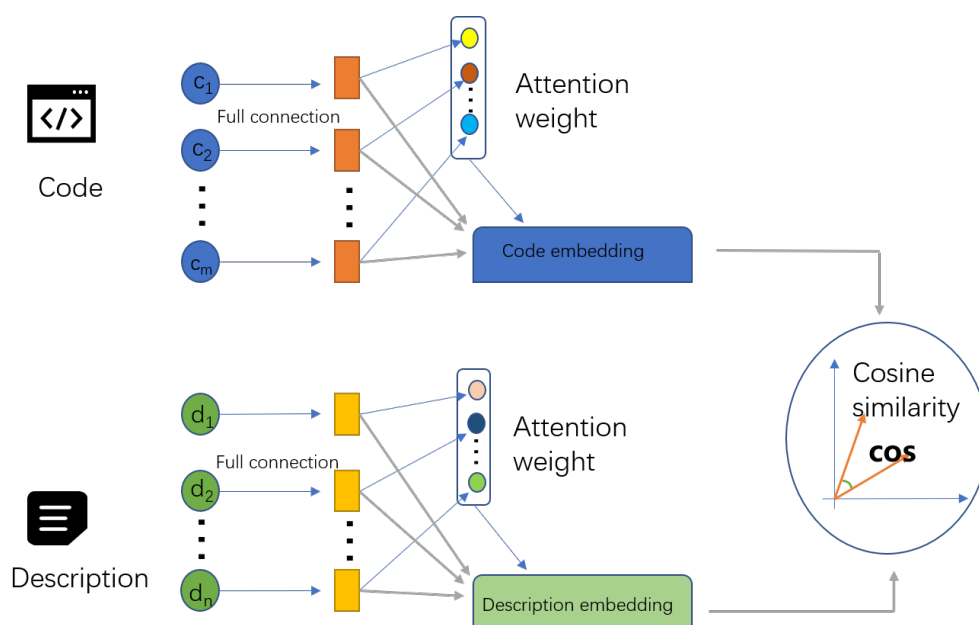 c1
Full connection
c2
cm
</>
Code
Attention
weight
Code embedding
d1
Full connection
d2
dn
Description
Attention
weight
Description embedding
Cosine
similarity
cos